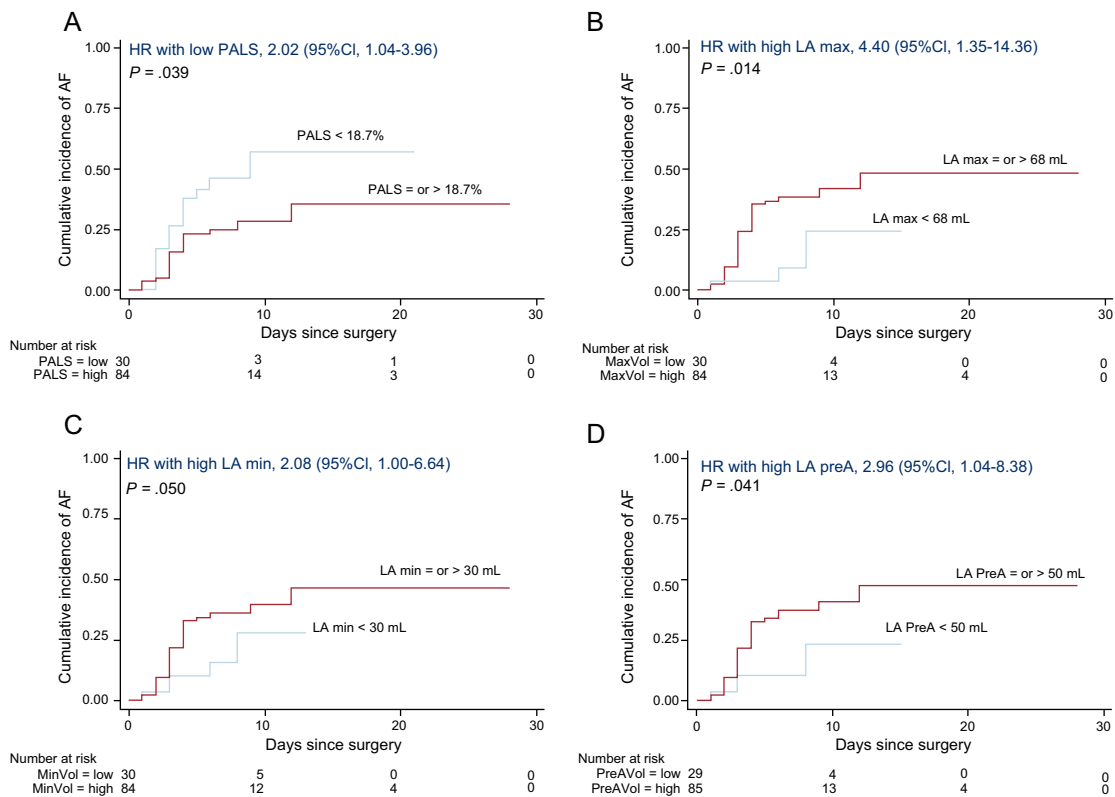 A
HR with low PALS, 2.02 (95%CI, 1.04-3.96)
P = .039
Cumulative incidence of AF
1.00
0.75
0.50
0.25
0.00
PALS < 18.7%
PALS = or > 18.7%
0 10 20 30
Days since surgery
Number at risk
PALS = low 30 3 1 0
PALS = high 84 14 3 0
B
HR with high LA max, 4.40 (95%CI, 1.35-14.36)
P = .014
Cumulative incidence of AF
1.00
0.75
0.50
0.25
0.00
LA max = or > 68 mL
LA max < 68 mL
0 10 20 30
Days since surgery
Number at risk
MaxVol = low 30 4 0 0
MaxVol = high 84 13 4 0
C
HR with high LA min, 2.08 (95%CI, 1.00-6.64)
P = .050
Cumulative incidence of AF
1.00
0.75
0.50
0.25
0.00
LA min = or > 30 mL
LA min < 30 mL
0 10 20 30
Days since surgery
Number at risk
MinVol = low 30 5 0 0
MinVol = high 84 12 4 0
D
HR with high LA preA, 2.96 (95%CI, 1.04-8.38)
P = .041
Cumulative incidence of AF
1.00
0.75
0.50
0.25
0.00
LA PreA = or > 50 mL
LA PreA < 50 mL
0 10 20 30
Days since surgery
Number at risk
PreAVol = low 29 4 0 0
PreAVol = high 85 13 4 0